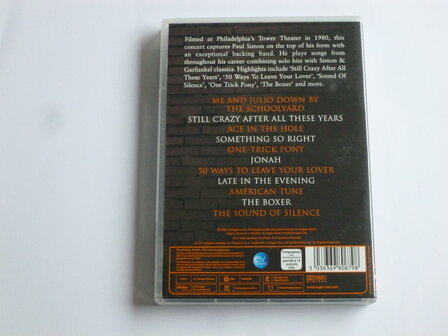 Filmed at Philadelphia's Tower Theater in 1980, this
concert captures Paul Simon on the top of his form with
an exceptional backing band. He plays songs from
throughout his career combining solo hits with Simon &
Garfunkel classics. Highlights include 'Still Crazy After All
These Years', '50 Ways To Leave Your Lover', 'Sound Of
Silence', 'One Trick Pony', 'The Boxer' and more.
ME AND JULIO DOWN BY
THE SCHOOLYARD
STILL CRAZY AFTER ALL THESE YEARS
ACE IN THE HOLE
SOMETHING SO RIGHT
ONE-TRICK PONY
JONAH
50 WAYS TO LEAVE YOUR LOVER
LATE IN THE EVENING
AMERICAN TUNE
THE BOXER
THE SOUND OF SILENCE
5 036369 806798